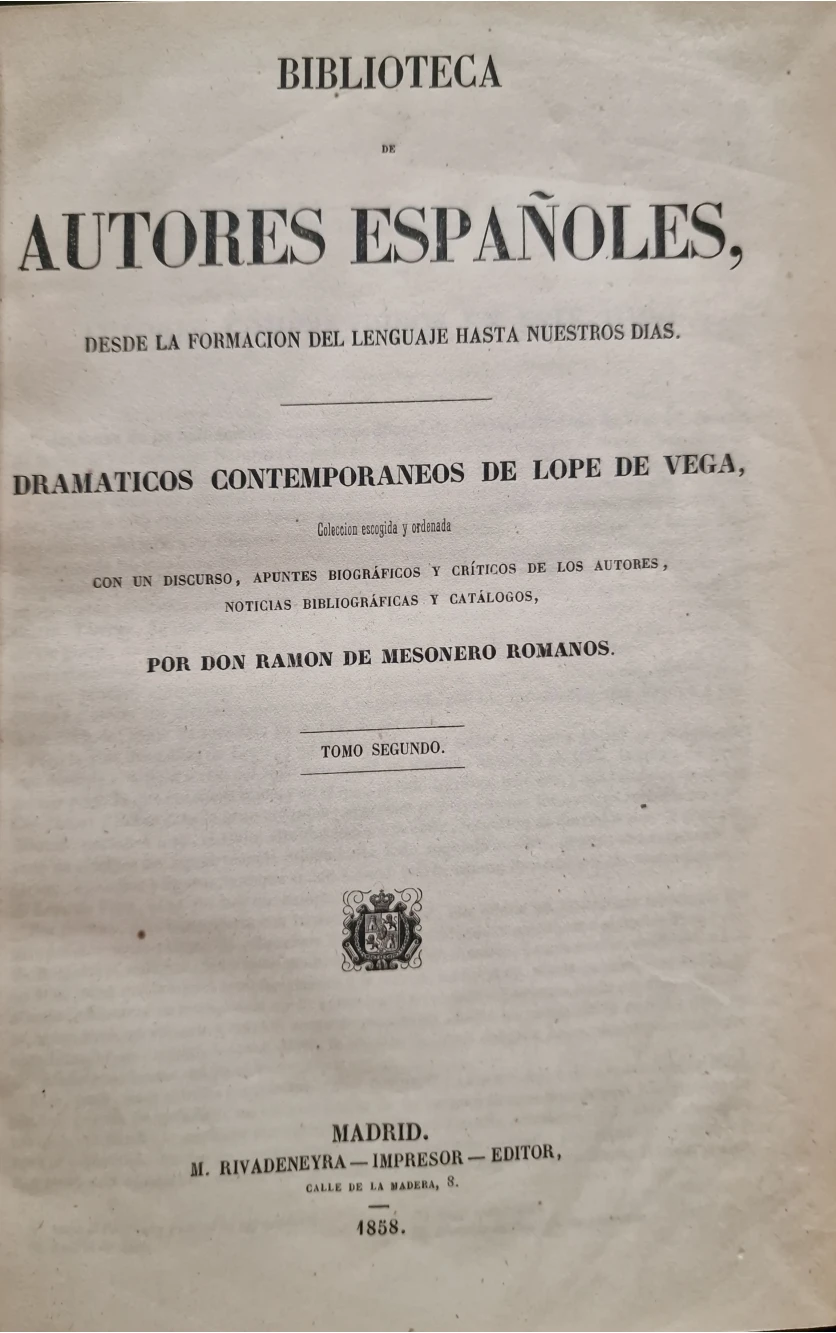 BIBLIOTECA
DE
AUTORES ESPAÑOLES,
DESDE LA FORMACION DEL LENGUAJE HASTA NUESTROS DIAS.
DRAMATICOS CONTEMPORANEOS DE LOPE DE VEGA,
Coleccion escogida y ordenada
CON UN DISCURSO, APUNTES BIOGRÁFICOS Y CRÍTICOS DE LOS AUTORES,
NOTICIAS BIBLIOGRÁFICAS Y CATÁLOGOS,
POR DON RAMON DE MESONERO ROMANOS.
TOMO SEGUNDO.
MADRID.
M. RIVADENEYRA — IMPRESOR — EDITOR,
CALLE DE LA MADERA, 8.
1858.